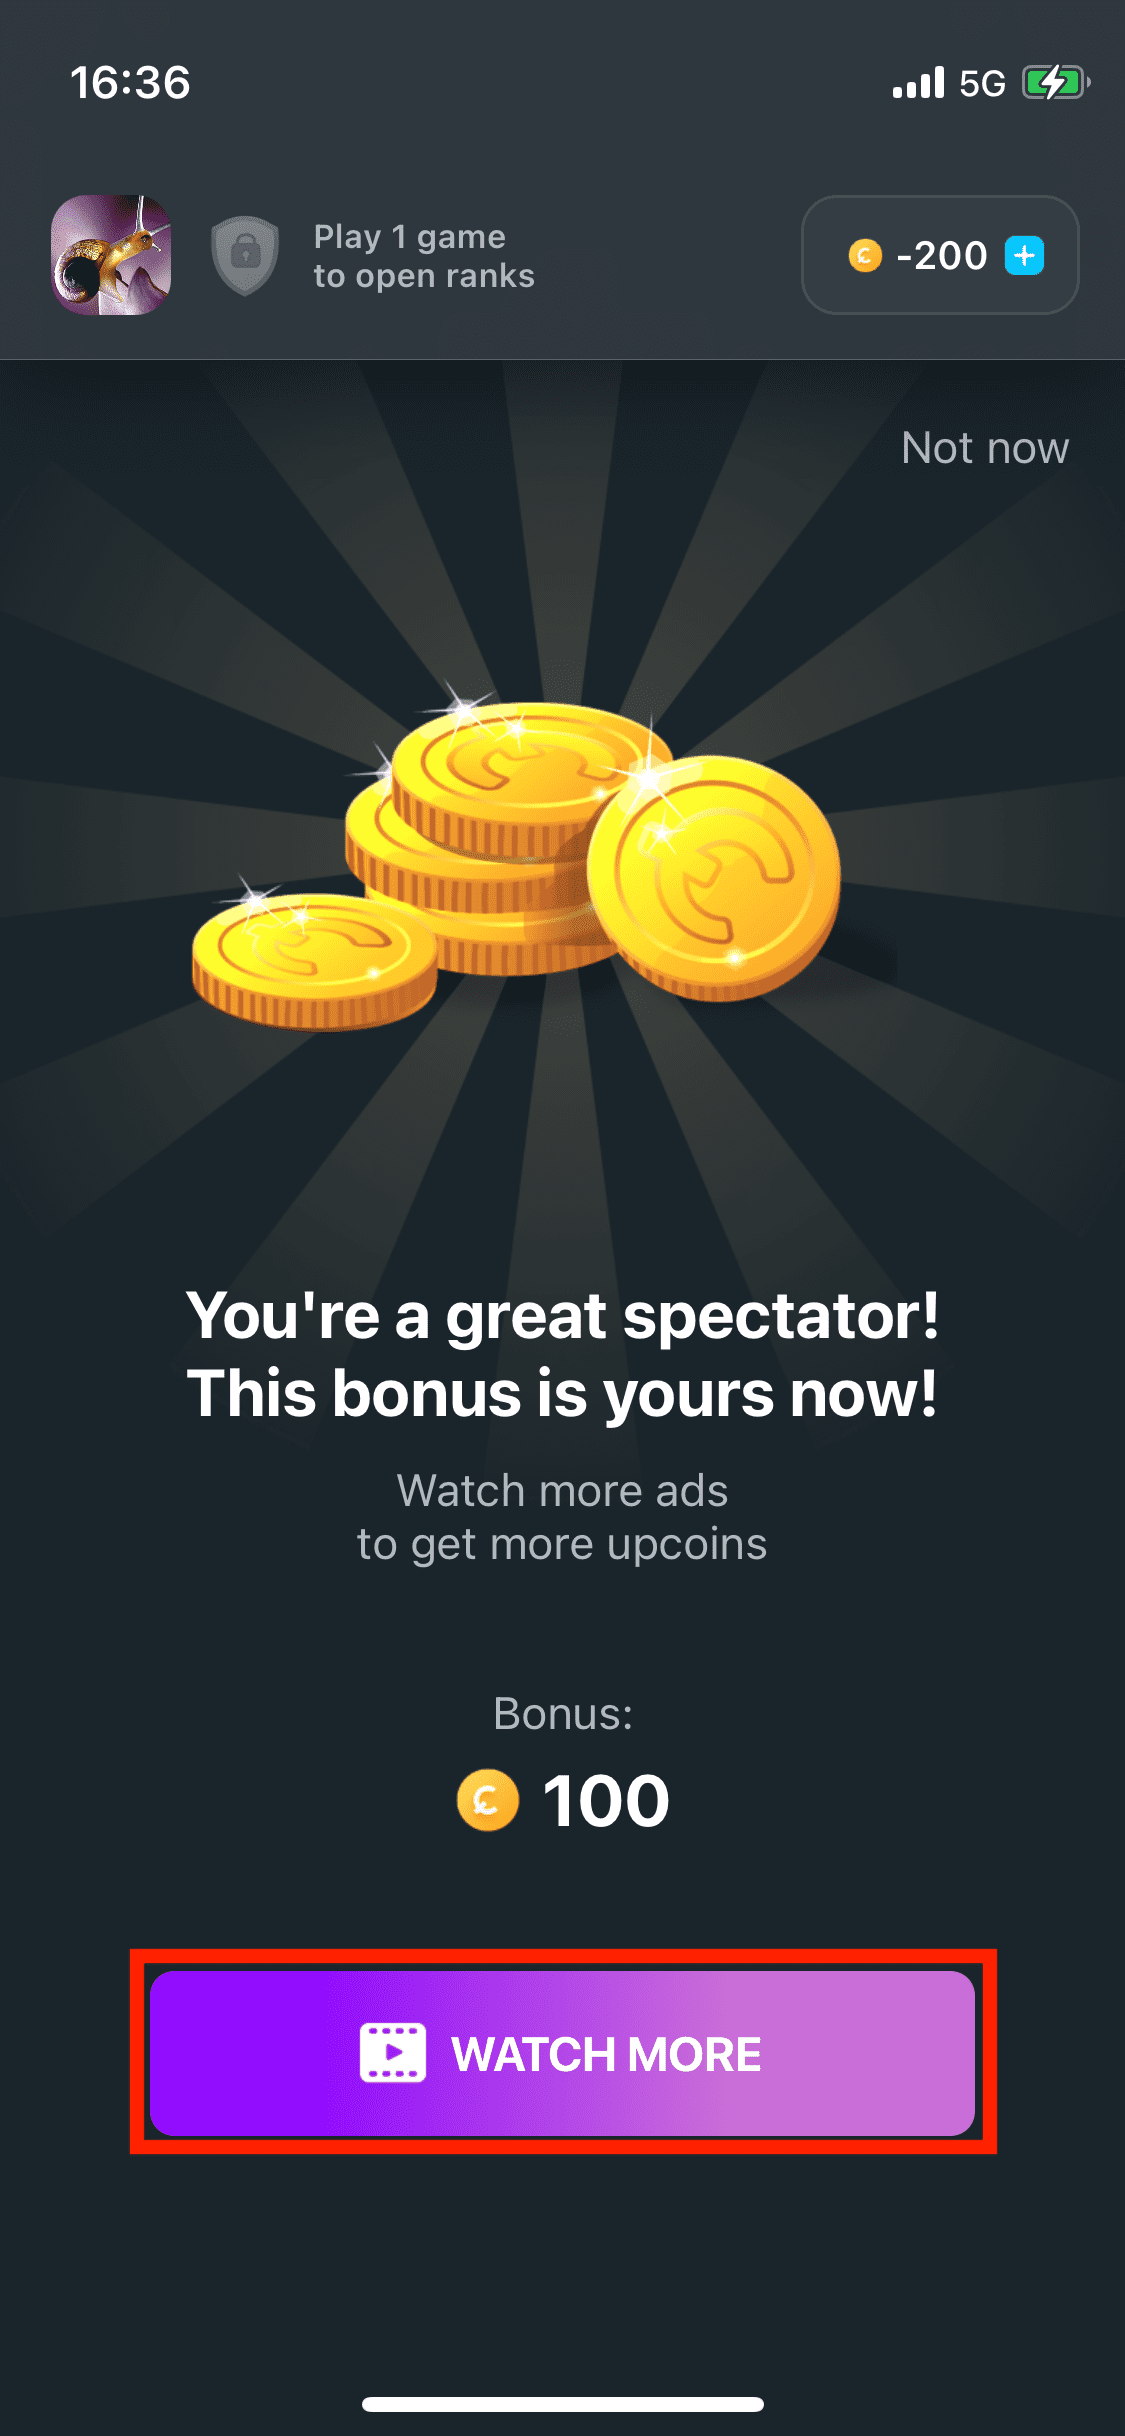 16:36
5G
Play 1 game
to open ranks
-200
Not now
You're a great spectator!
This bonus is yours now!
Watch more ads
to get more upcoins
Bonus:
100
WATCH MORE